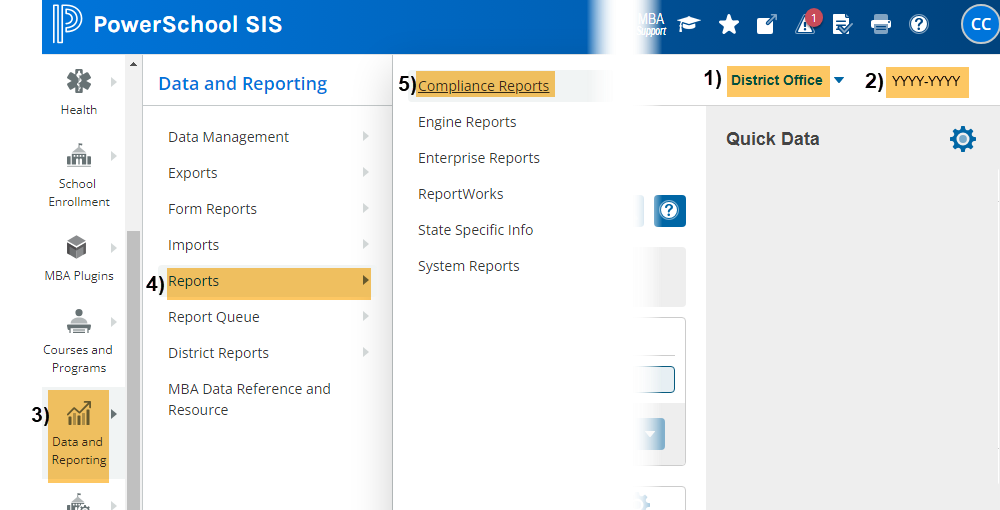 PowerSchool SIS
MBA
Support
1
CC
Health
School
Enrollment
MBA Plugins
Courses and
Programs
3)
Data and
Reporting
Data and Reporting
Data Management
Exports
Form Reports
Imports
4) Reports
Report Queue
District Reports
MBA Data Reference and
Resource
5) Compliance Reports
Engine Reports
Enterprise Reports
ReportWorks
State Specific Info
System Reports
1) District Office
2) YYYY-YYYY
Quick Data